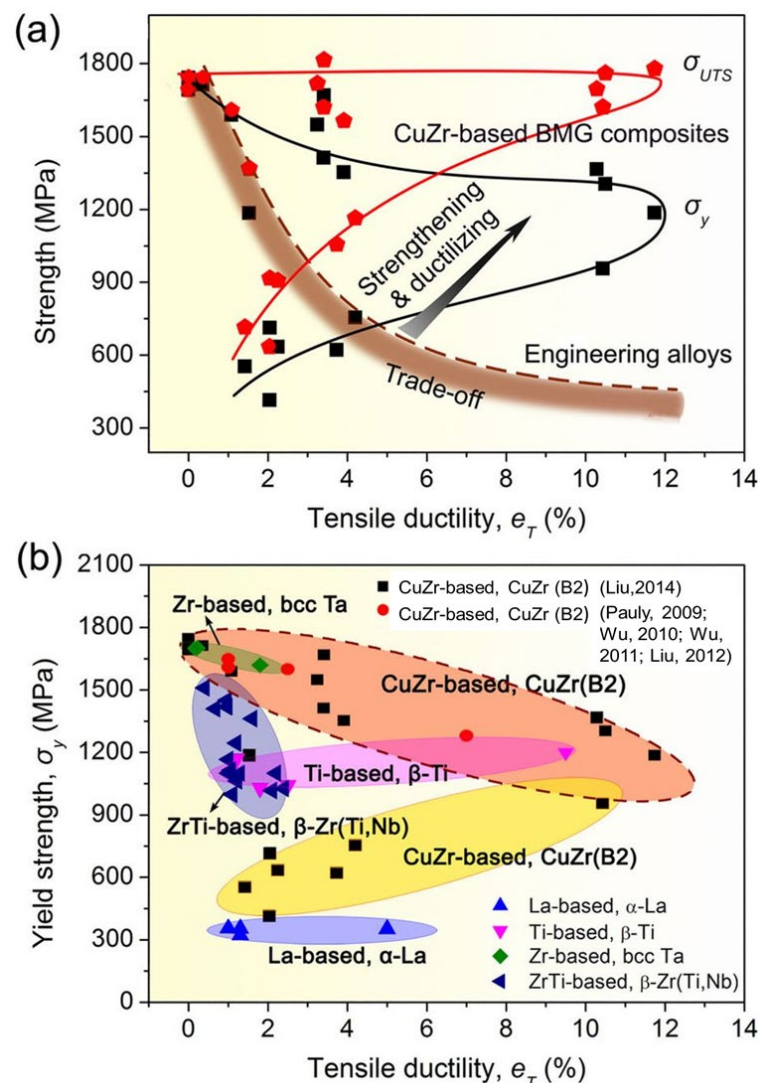 (a)
1800
1500
1200
900
600
300
Strength (MPa)
σUTS
CuZr-based BMG composites
σy
Strengthening
& ductilizing
Engineering alloys
Trade-off
0 2 4 6 8 10 12 14
Tensile ductility, eT (%)
(b)
2100
1800
1500
1200
900
600
300
0
Yield strength, σy (MPa)
CuZr-based, CuZr (B2) (Liu,2014)
CuZr-based, CuZr (B2) (Pauly, 2009;
Wu, 2010; Wu,
2011; Liu, 2012)
Zr-based, bcc Ta
CuZr-based, CuZr(B2)
Ti-based, β-Ti
ZrTi-based, β-Zr(Ti,Nb)
CuZr-based, CuZr(B2)
La-based, α-La
La-based, α-La
Ti-based, β-Ti
Zr-based, bcc Ta
ZrTi-based, β-Zr(Ti,Nb)
0 2 4 6 8 10 12 14
Tensile ductility, eT (%)